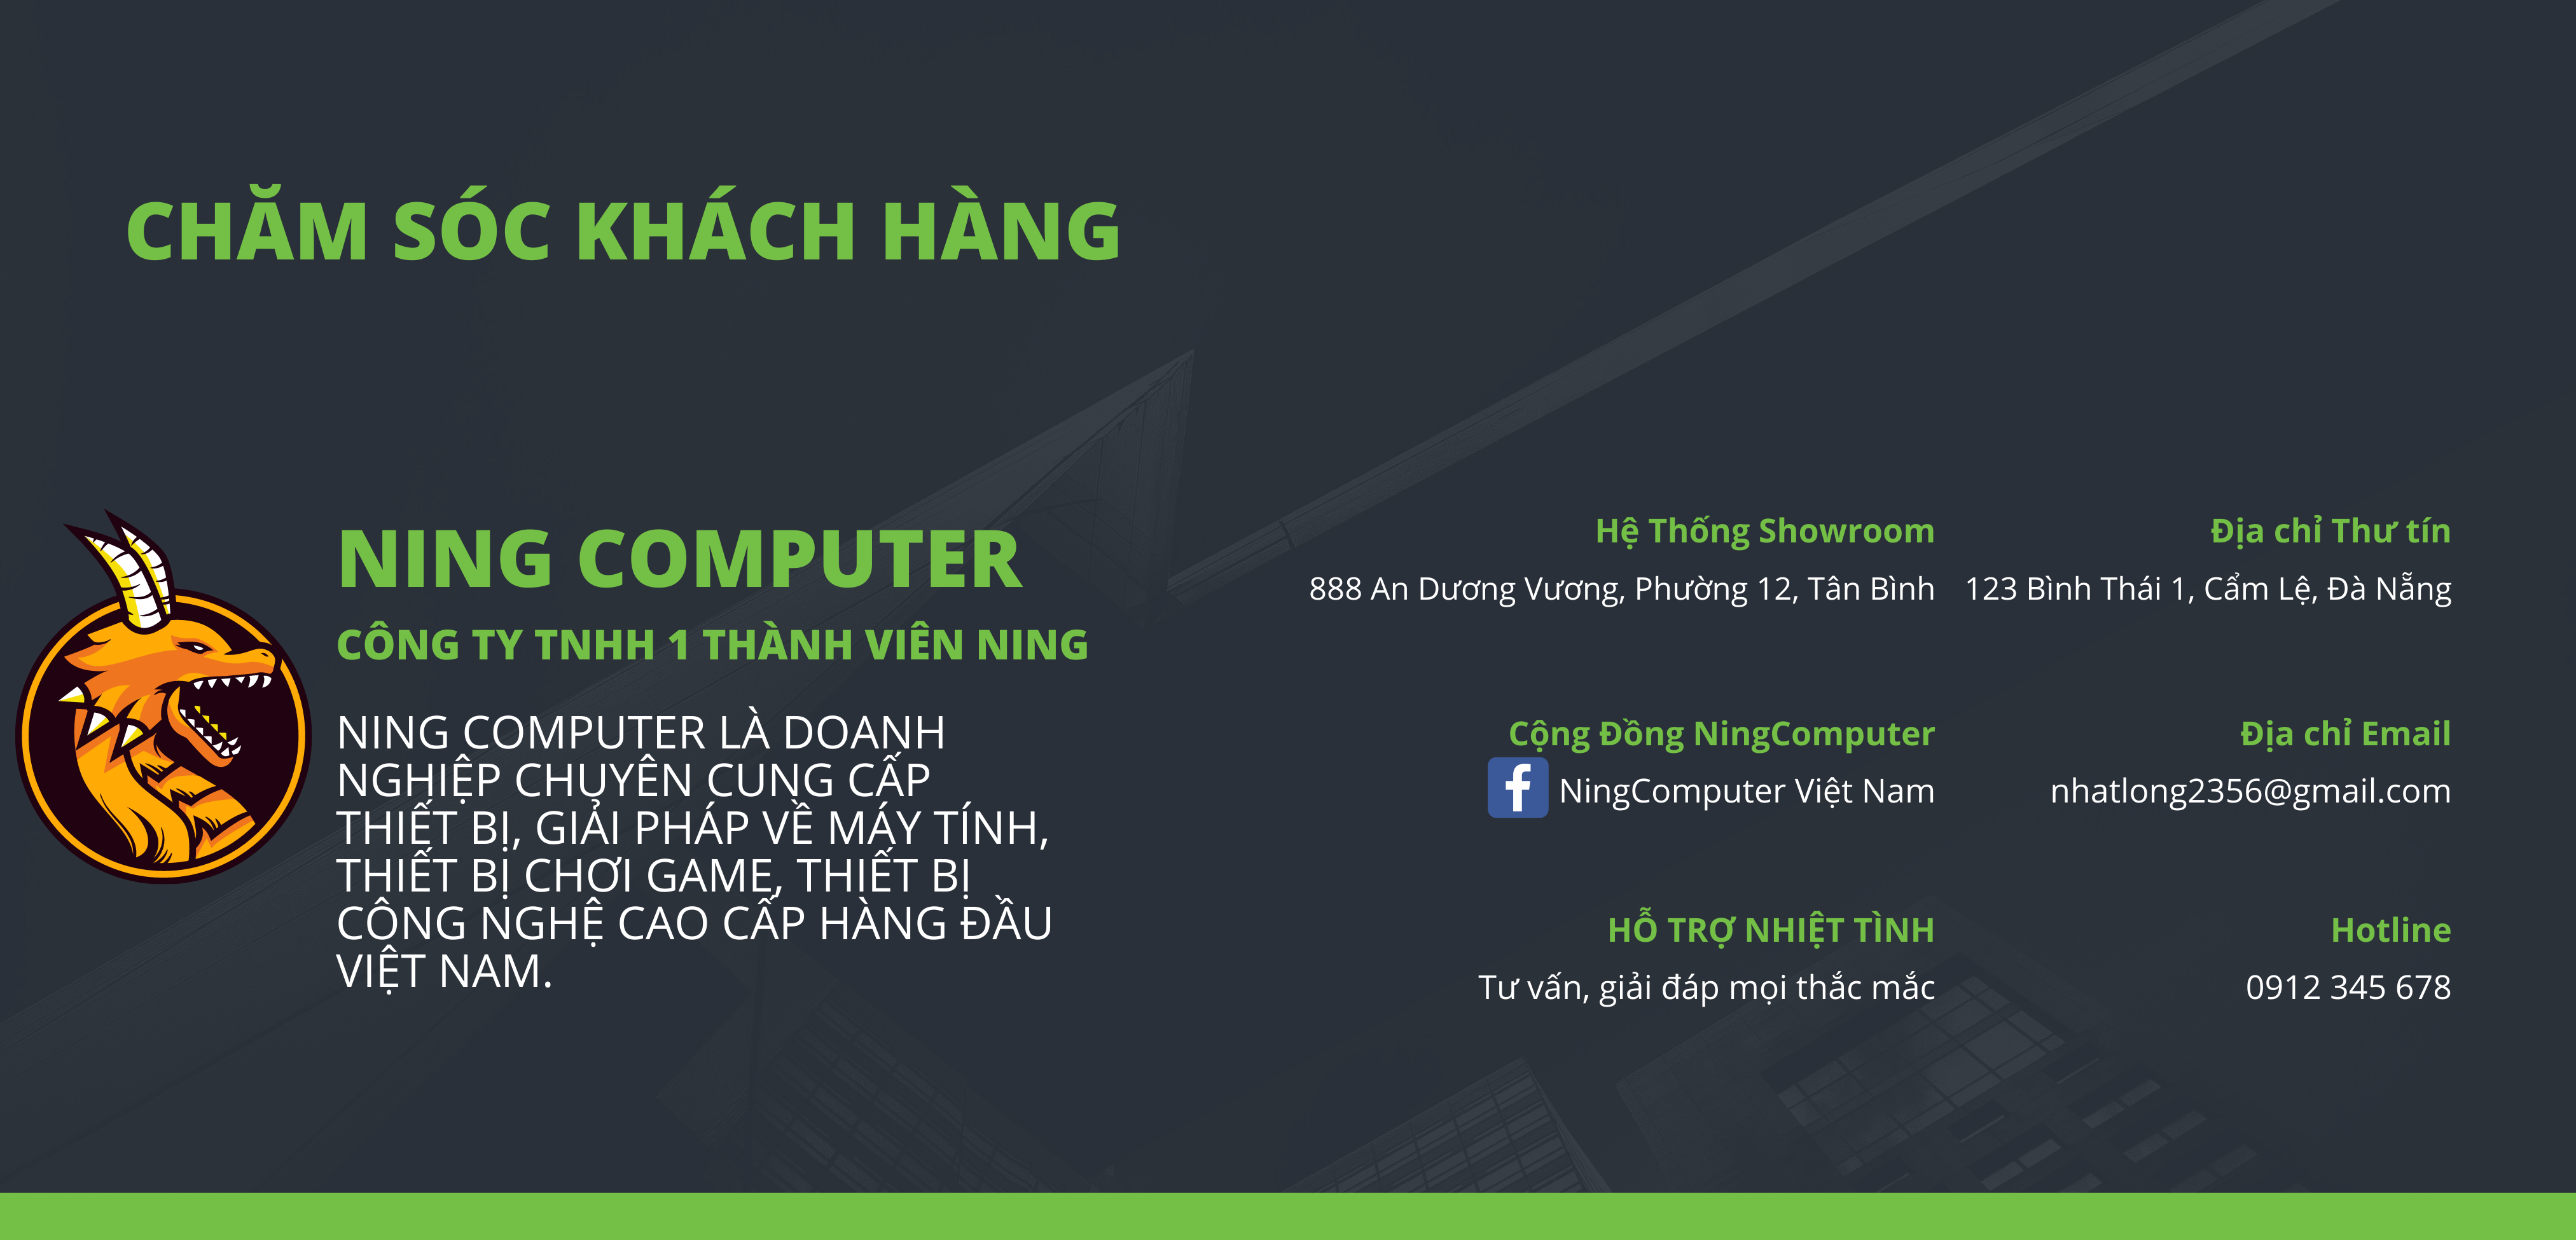 CHĂM SÓC KHÁCH HÀNG
NING COMPUTER
CÔNG TY TNHH 1 THÀNH VIÊN NING
NING COMPUTER LÀ DOANH
NGHIỆP CHUYÊN CUNG CẤP
THIẾT BỊ, GIẢI PHÁP VỀ MÁY TÍNH,
THIẾT BỊ CHƠI GAME, THIẾT BỊ
CÔNG NGHỆ CAO CẤP HÀNG ĐẦU
VIỆT NAM.
Hệ Thống Showroom
888 An Dương Vương, Phường 12, Tân Bình
Địa chỉ Thư tín
123 Bình Thái 1, Cẩm Lệ, Đà Nẵng
Cộng Đồng NingComputer
NingComputer Việt Nam
Địa chỉ Email
nhatlong2356@gmail.com
HỖ TRỢ NHIỆT TÌNH
Tư vấn, giải đáp mọi thắc mắc
Hotline
0912 345 678